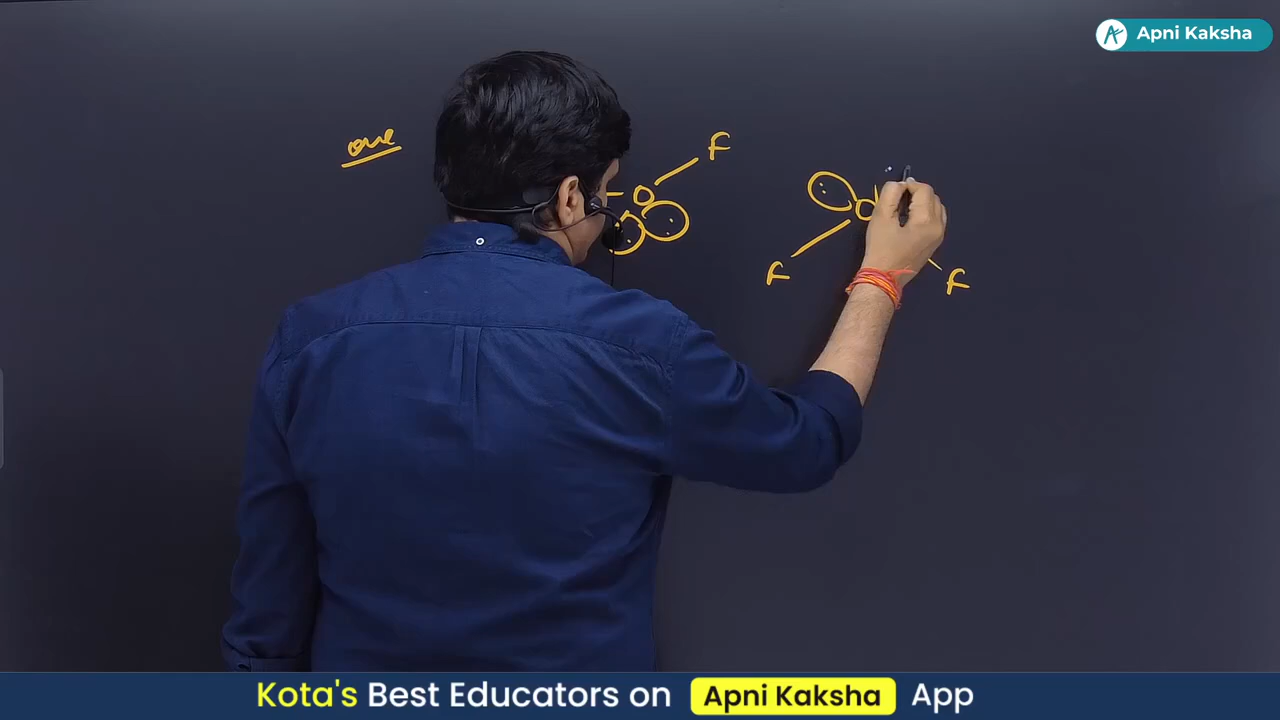 Apni Kaksha
one
O F
O
F F
Kota's Best Educators on Apni Kaksha App